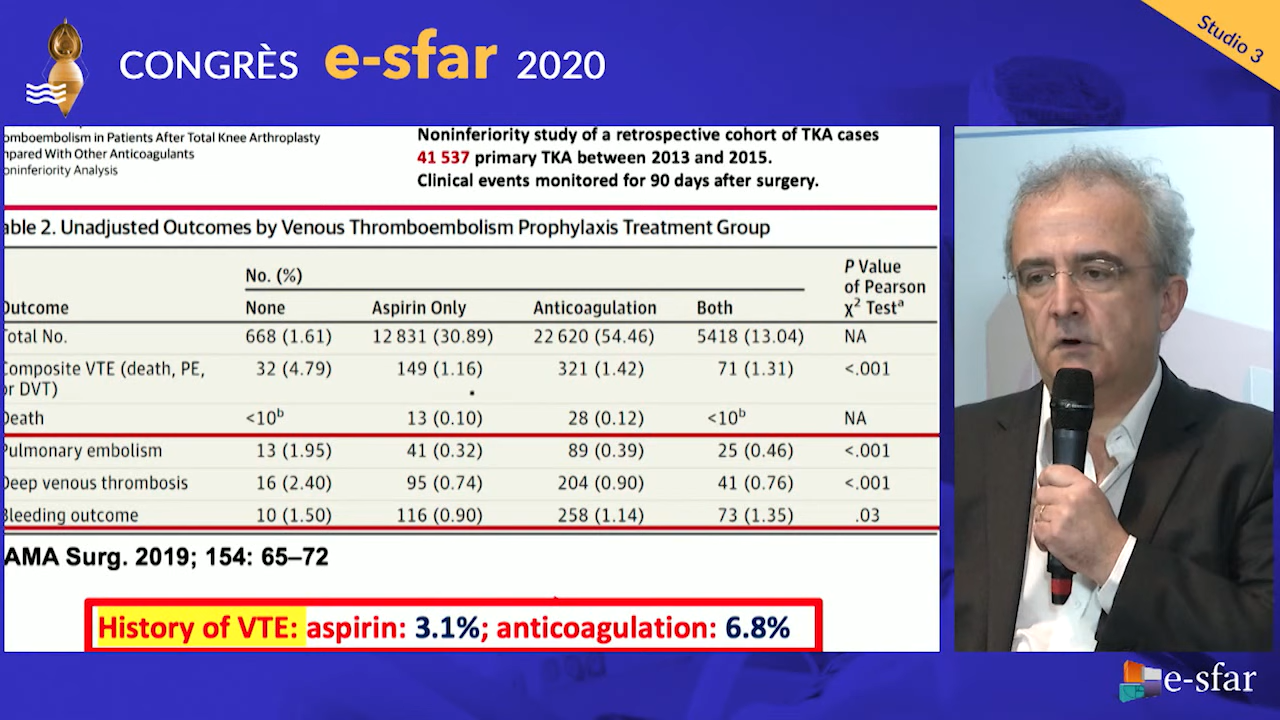 Studio 3
CONGRÈS e-sfar 2020
omboembolism in Patients After Total Knee Arthroplasty
mpared With Other Anticoagulants
oninferiority Analysis
Noninferiority study of a retrospective cohort of TKA cases
41 537 primary TKA between 2013 and 2015.
Clinical events monitored for 90 days after surgery.
able 2. Unadjusted Outcomes by Venous Thromboembolism Prophylaxis Treatment Group
No. (%)
P Value
of Pearson
χ² Testᵃ
Outcome None Aspirin Only Anticoagulation Both
Total No. 668 (1.61) 12 831 (30.89) 22 620 (54.46) 5418 (13.04) NA
Composite VTE (death, PE, 32 (4.79) 149 (1.16) 321 (1.42) 71 (1.31) <.001
or DVT)
Death <10ᵇ 13 (0.10) 28 (0.12) <10ᵇ NA
Pulmonary embolism 13 (1.95) 41 (0.32) 89 (0.39) 25 (0.46) <.001
Deep venous thrombosis 16 (2.40) 95 (0.74) 204 (0.90) 41 (0.76) <.001
Bleeding outcome 10 (1.50) 116 (0.90) 258 (1.14) 73 (1.35) .03
AMA Surg. 2019; 154: 65–72
History of VTE: aspirin: 3.1%; anticoagulation: 6.8%
e-sfar